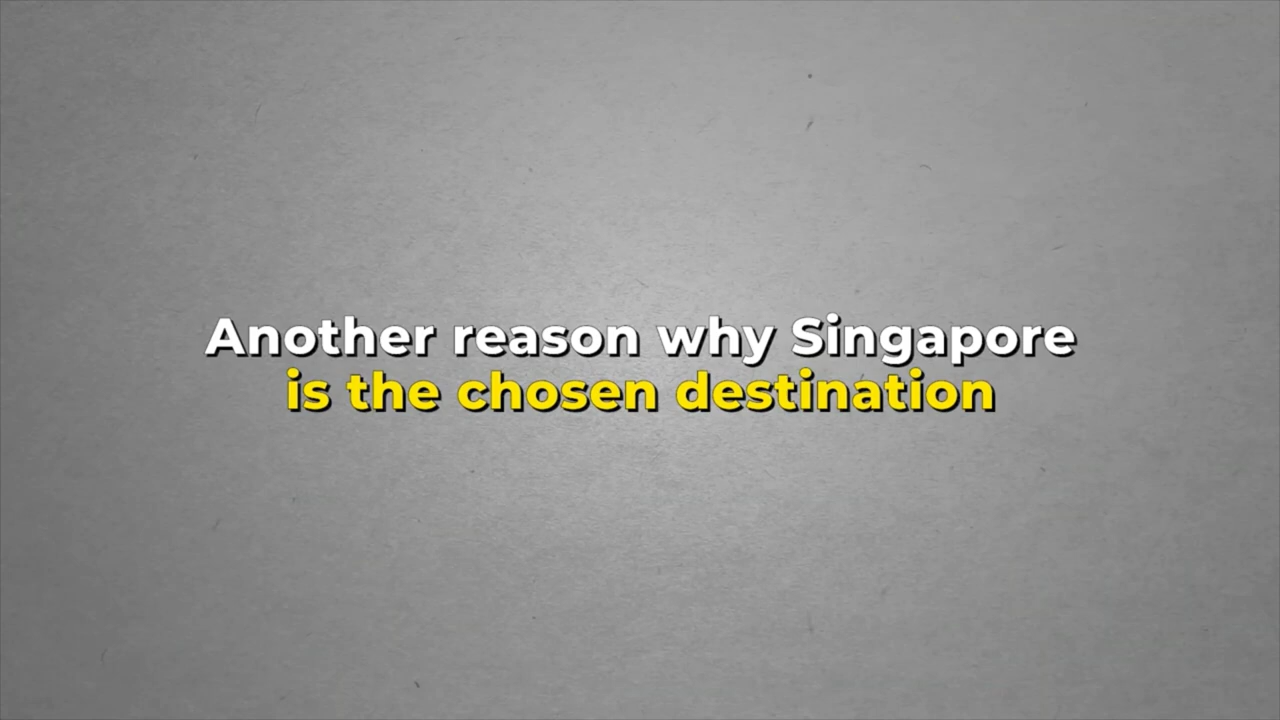 Another reason why Singapore
is the chosen destination